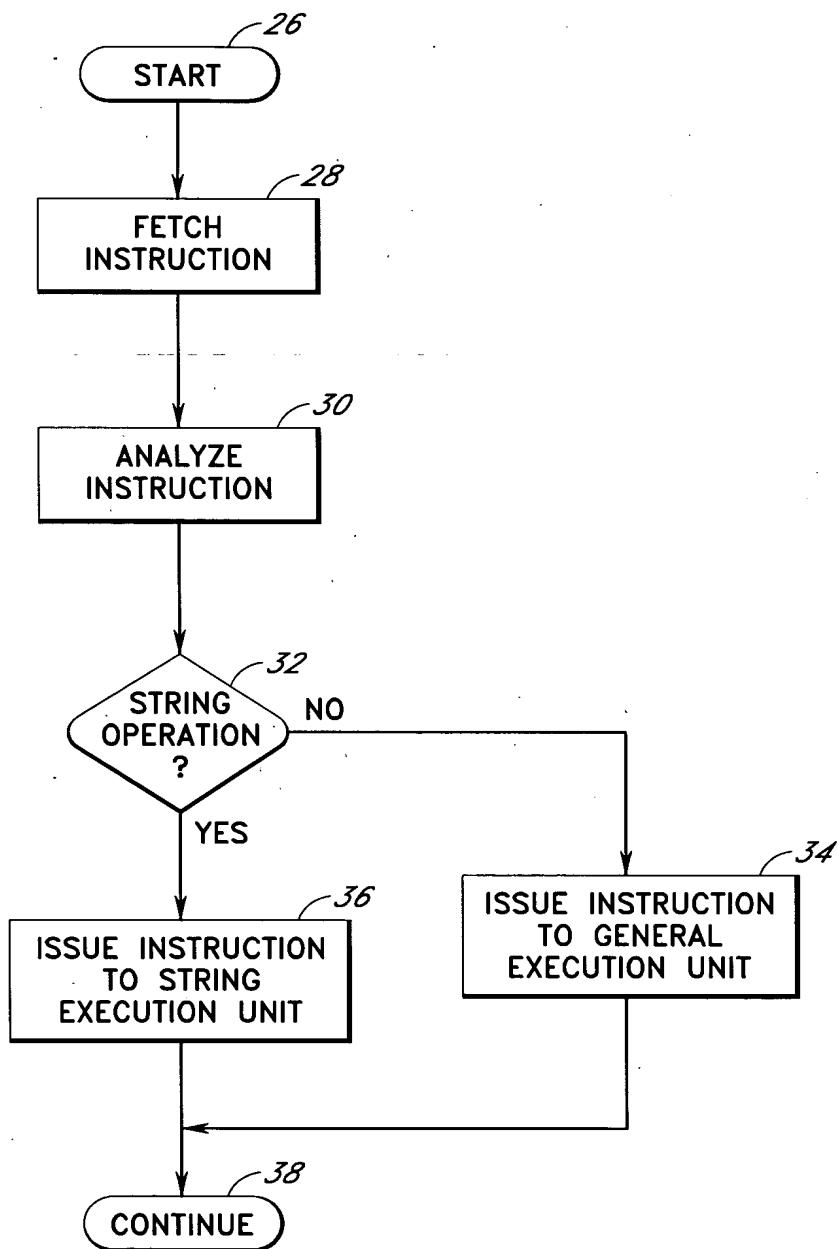 26
START
28
FETCH
INSTRUCTION
30
ANALYZE
INSTRUCTION
32
STRING
OPERATION
?
NO
YES
34
ISSUE INSTRUCTION
TO GENERAL
EXECUTION UNIT
36
ISSUE INSTRUCTION
TO STRING
EXECUTION UNIT
38
CONTINUE